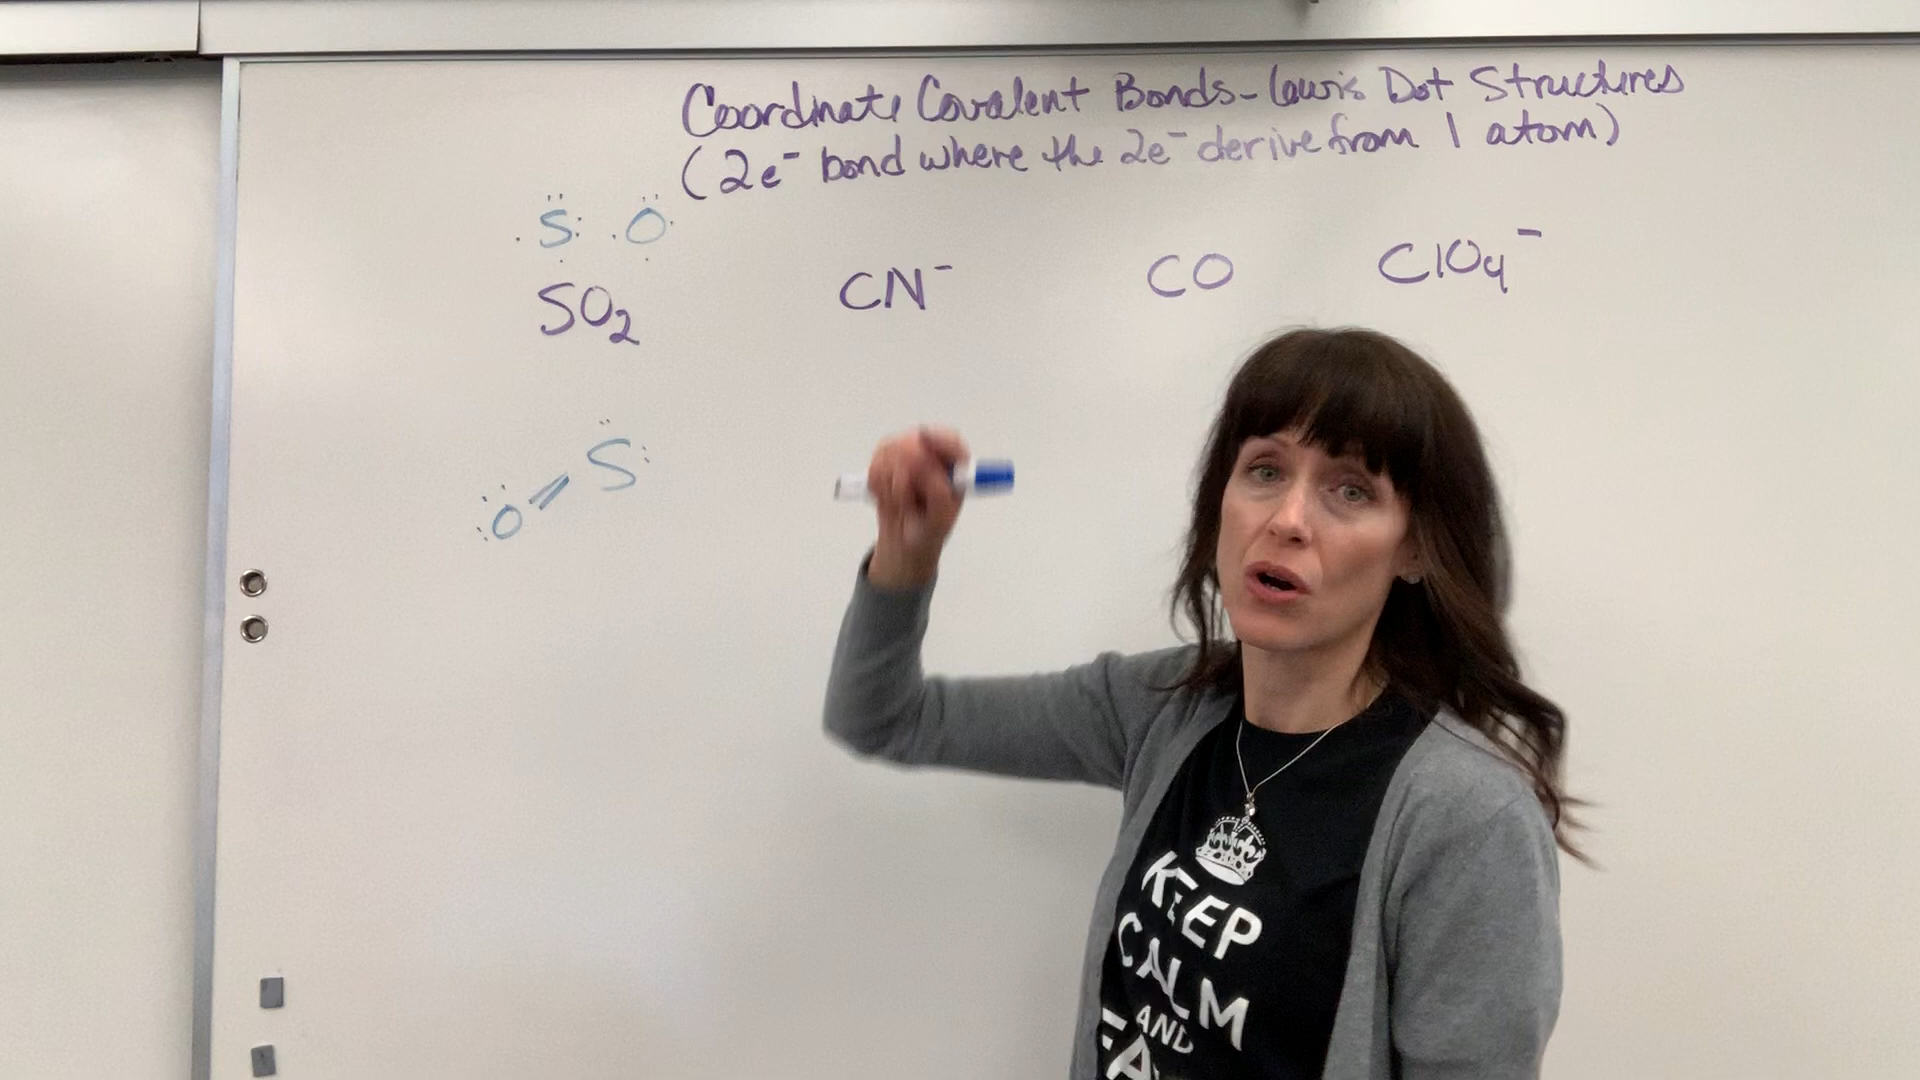 Coordinate Covalent Bonds - Lewis Dot Structures
(2e⁻ bond where the 2e⁻ derive from 1 atom)
S O
SO₂ CN⁻ CO ClO₄⁻
O=S
KEEP
CALM
AND